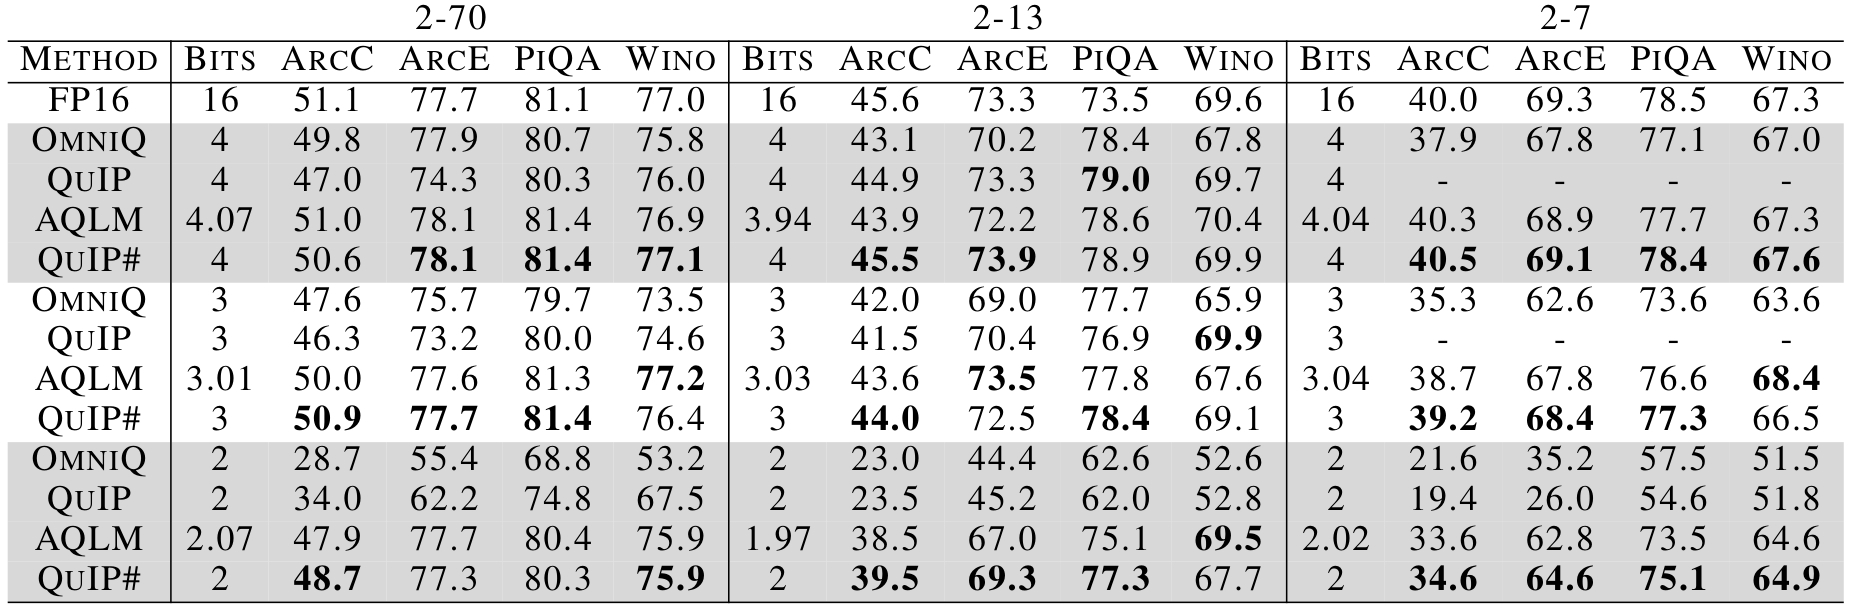 2-70 2-13 2-7
METHOD BITS ARCC ARCE PIQA WINO BITS ARCC ARCE PIQA WINO BITS ARCC ARCE PIQA WINO
FP16 16 51.1 77.7 81.1 77.0 16 45.6 73.3 73.5 69.6 16 40.0 69.3 78.5 67.3
OMNIQ 4 49.8 77.9 80.7 75.8 4 43.1 70.2 78.4 67.8 4 37.9 67.8 77.1 67.0
QUIP 4 47.0 74.3 80.3 76.0 4 44.9 73.3 79.0 69.7 4 - - - -
AQLM 4.07 51.0 78.1 81.4 76.9 3.94 43.9 72.2 78.6 70.4 4.04 40.3 68.9 77.7 67.3
QUIP# 4 50.6 78.1 81.4 77.1 4 45.5 73.9 78.9 69.9 4 40.5 69.1 78.4 67.6
OMNIQ 3 47.6 75.7 79.7 73.5 3 42.0 69.0 77.7 65.9 3 35.3 62.6 73.6 63.6
QUIP 3 46.3 73.2 80.0 74.6 3 41.5 70.4 76.9 69.9 3 - - - -
AQLM 3.01 50.0 77.6 81.3 77.2 3.03 43.6 73.5 77.8 67.6 3.04 38.7 67.8 76.6 68.4
QUIP# 3 50.9 77.7 81.4 76.4 3 44.0 72.5 78.4 69.1 3 39.2 68.4 77.3 66.5
OMNIQ 2 28.7 55.4 68.8 53.2 2 23.0 44.4 62.6 52.6 2 21.6 35.2 57.5 51.5
QUIP 2 34.0 62.2 74.8 67.5 2 23.5 45.2 62.0 52.8 2 19.4 26.0 54.6 51.8
AQLM 2.07 47.9 77.7 80.4 75.9 1.97 38.5 67.0 75.1 69.5 2.02 33.6 62.8 73.5 64.6
QUIP# 2 48.7 77.3 80.3 75.9 2 39.5 69.3 77.3 67.7 2 34.6 64.6 75.1 64.9